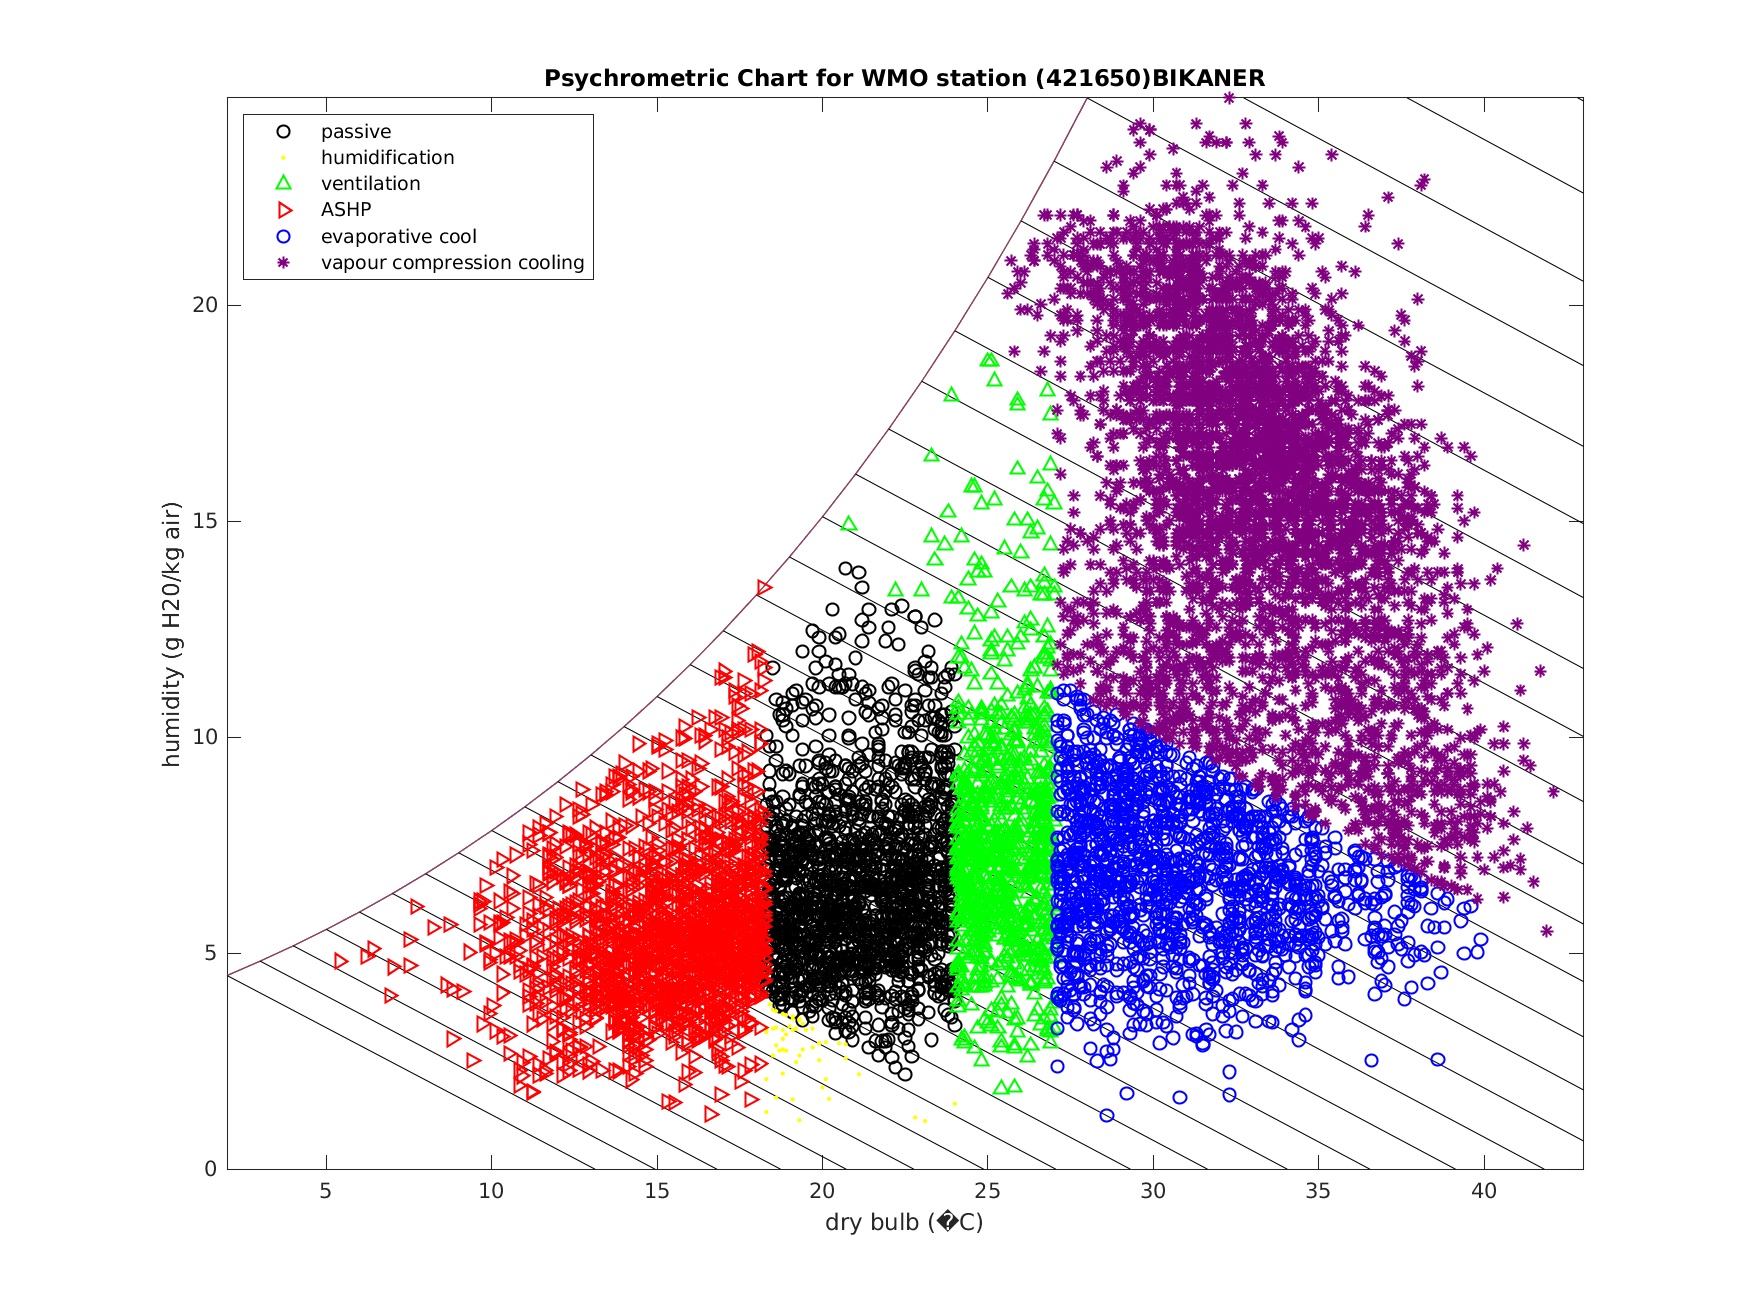 Psychrometric Chart for WMO station (421650)BIKANER
passive
humidification
ventilation
ASHP
evaporative cool
vapour compression cooling
humidity (g H20/kg air)
20
15
10
5
0
5 10 15 20 25 30 35 40
dry bulb (�C)